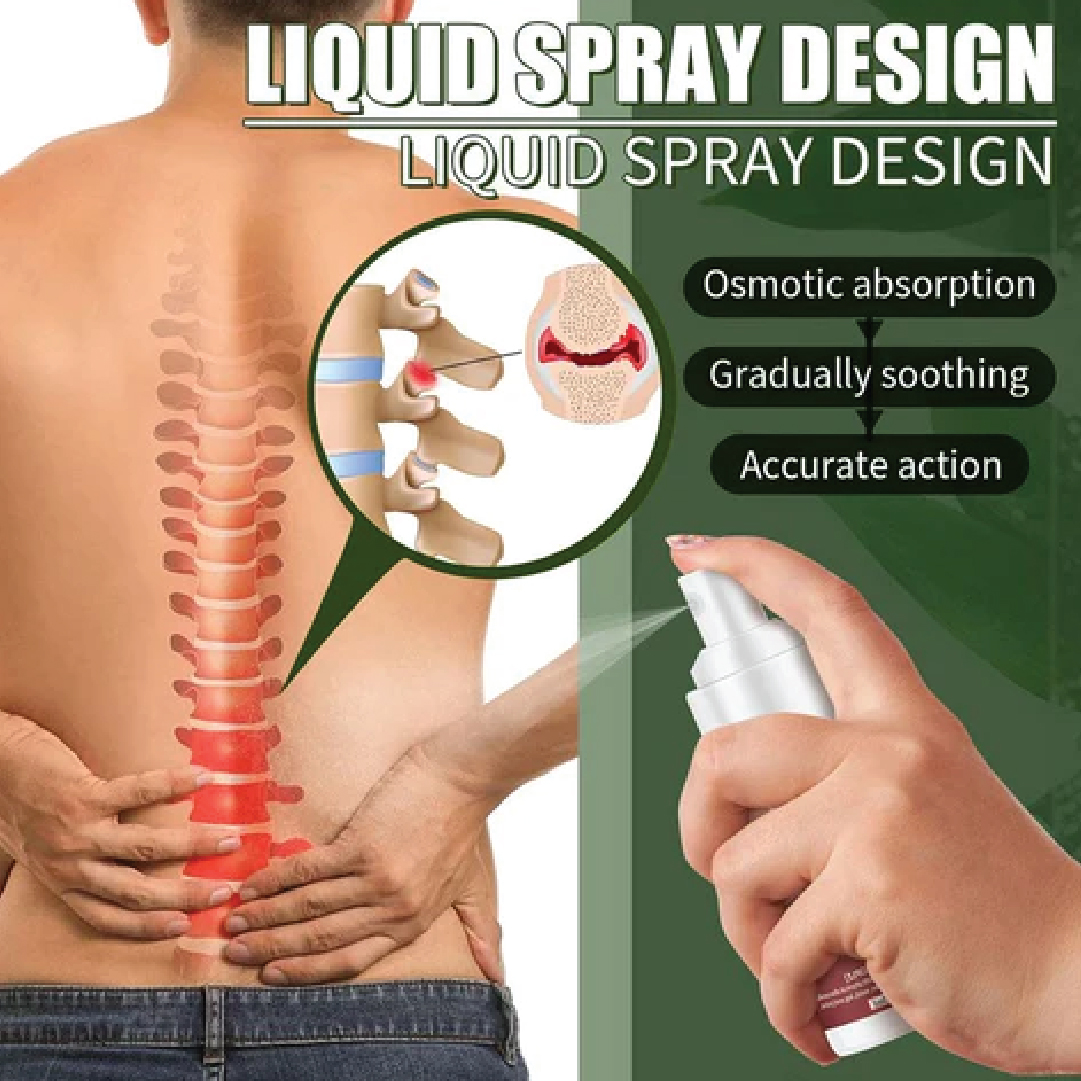 LIQUID SPRAY DESIGN
LIQUID SPRAY DESIGN
Osmotic absorption
Gradually soothing
Accurate action